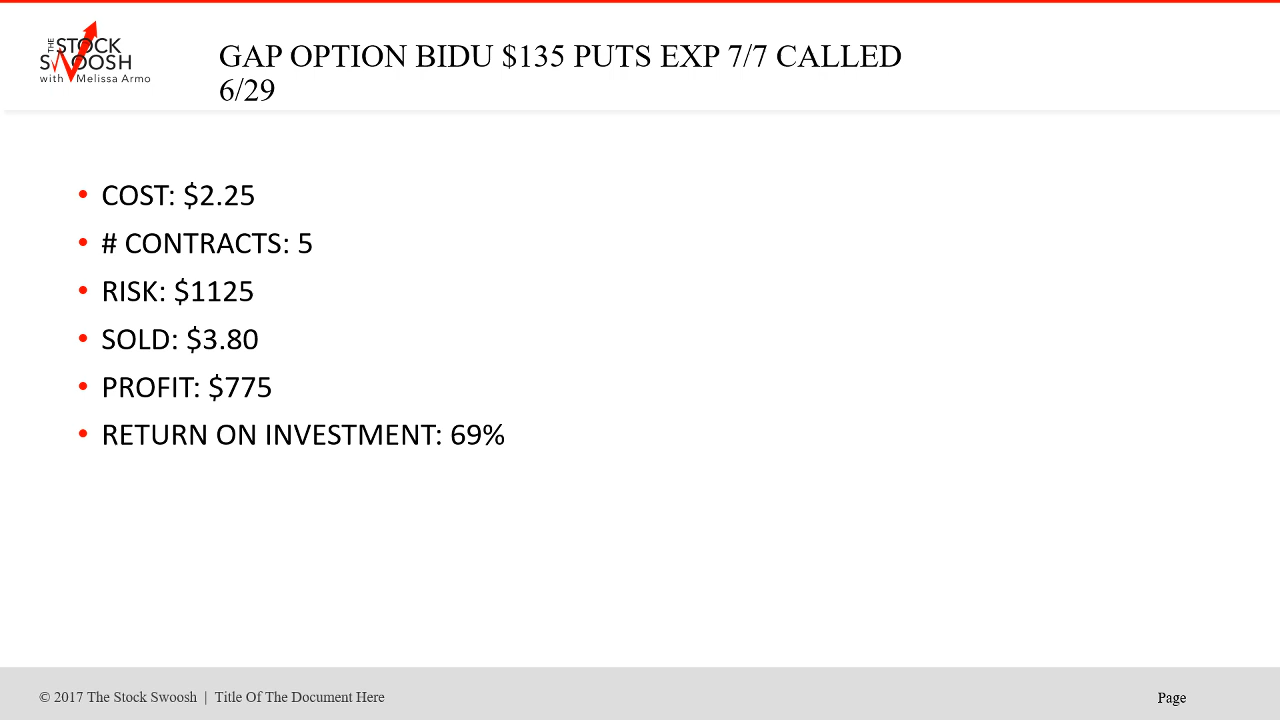 THE STOCK
SWOOSH
with Melissa Armo
GAP OPTION BIDU $135 PUTS EXP 7/7 CALLED
6/29
• COST: $2.25
• # CONTRACTS: 5
• RISK: $1125
• SOLD: $3.80
• PROFIT: $775
• RETURN ON INVESTMENT: 69%
© 2017 The Stock Swoosh | Title Of The Document Here
Page